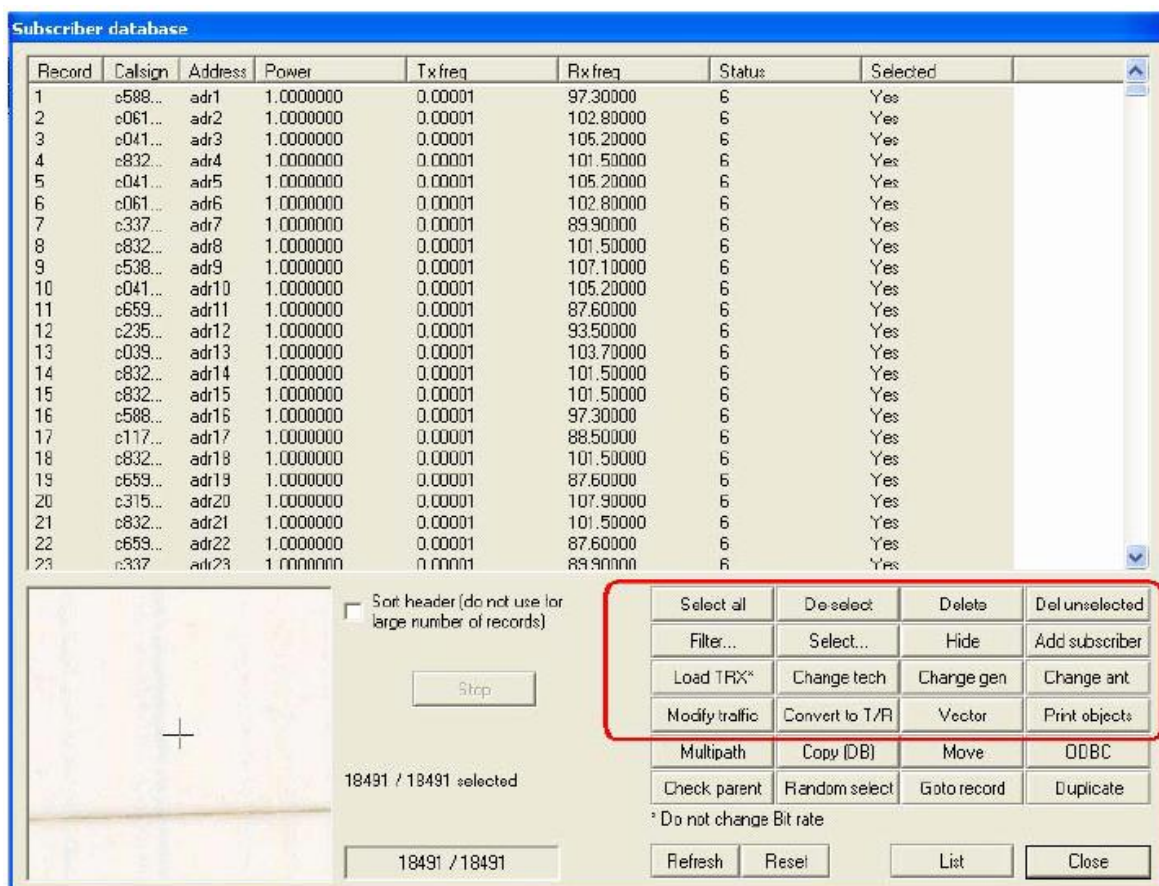 Subscriber database
Record Callsign Address Power Tx freq Rx freq Status Selected
1 c588... adr1 1.0000000 0.00001 97.30000 6 Yes
2 c061... adr2 1.0000000 0.00001 102.80000 6 Yes
3 c041... adr3 1.0000000 0.00001 105.20000 6 Yes
4 c832... adr4 1.0000000 0.00001 101.50000 6 Yes
5 c041... adr5 1.0000000 0.00001 105.20000 6 Yes
6 c061... adr6 1.0000000 0.00001 102.80000 6 Yes
7 c337... adr7 1.0000000 0.00001 89.90000 6 Yes
8 c832... adr8 1.0000000 0.00001 101.50000 6 Yes
9 c538... adr9 1.0000000 0.00001 107.10000 6 Yes
10 c041... adr10 1.0000000 0.00001 105.20000 6 Yes
11 c659... adr11 1.0000000 0.00001 87.60000 6 Yes
12 c235... adr12 1.0000000 0.00001 93.50000 6 Yes
13 c039... adr13 1.0000000 0.00001 103.70000 6 Yes
14 c832... adr14 1.0000000 0.00001 101.50000 6 Yes
15 c832... adr15 1.0000000 0.00001 101.50000 6 Yes
16 c588... adr16 1.0000000 0.00001 97.30000 6 Yes
17 c117... adr17 1.0000000 0.00001 88.50000 6 Yes
18 c832... adr18 1.0000000 0.00001 101.50000 6 Yes
19 c659... adr19 1.0000000 0.00001 87.60000 6 Yes
20 c315... adr20 1.0000000 0.00001 107.90000 6 Yes
21 c832... adr21 1.0000000 0.00001 101.50000 6 Yes
22 c659... adr22 1.0000000 0.00001 87.60000 6 Yes
23 c337... adr23 1.0000000 0.00001 89.90000 6 Yes
Sort header (do not use for
large number of records)
Stop
18491 / 18491 selected
18491 / 18491
Select all De-select Delete Del unselected
Filter... Select... Hide Add subscriber
Load TRX* Change tech Change gen Change ant
Modify traffic Convert to T/R Vector Print objects
Multipath Copy (DB) Move ODBC
Check parent Random select Goto record Duplicate
* Do not change Bit rate
Refresh Reset List Close